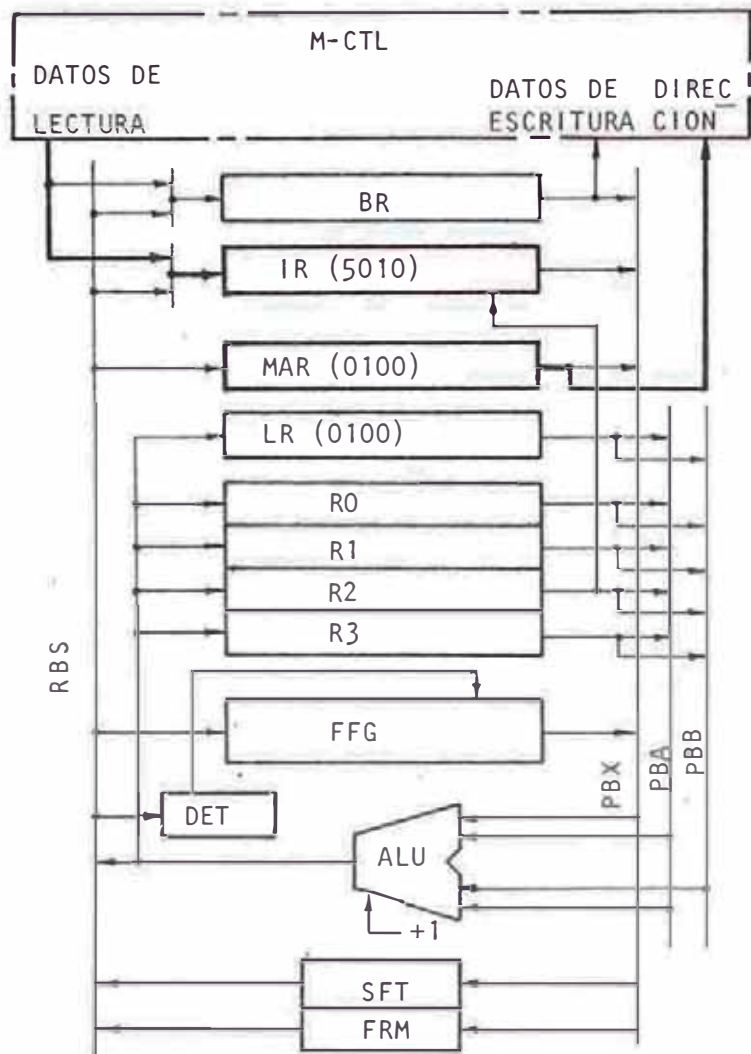 M-CTL
DATOS DE
LECTURA
DATOS DE DIREC
ESCRITURA CION
BR
IR (5010)
MAR (0100)
LR (0100)
R0
R1
R2
R3
RBS
FFG
PBX
PBA
PBB
DET
ALU
+1
SFT
FRM